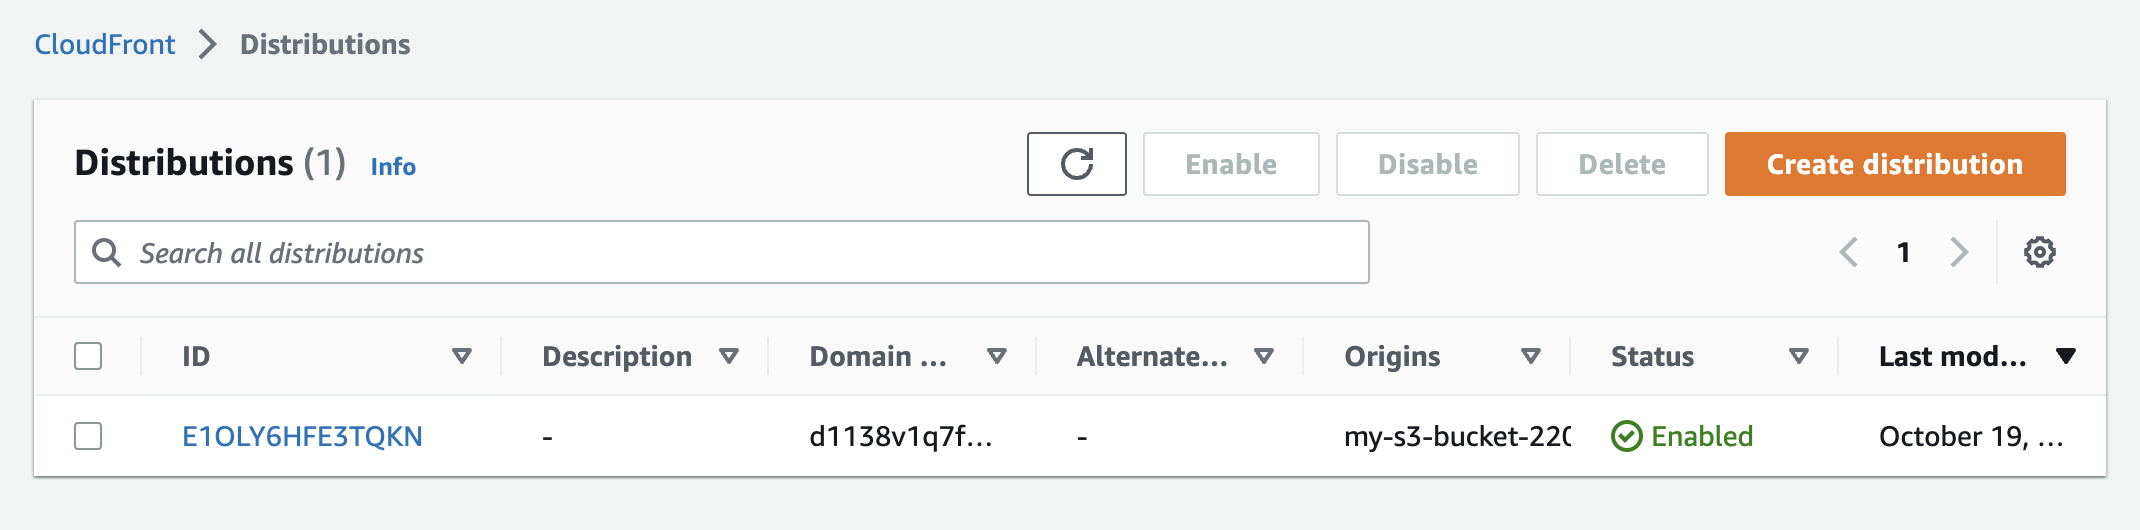 CloudFront > Distributions
Distributions (1) Info Enable Disable Delete Create distribution
Search all distributions 1
ID Description Domain ... Alternate... Origins Status Last mod...
E1OLY6HFE3TQKN - d1138v1q7f... - my-s3-bucket-220 Enabled October 19, ...